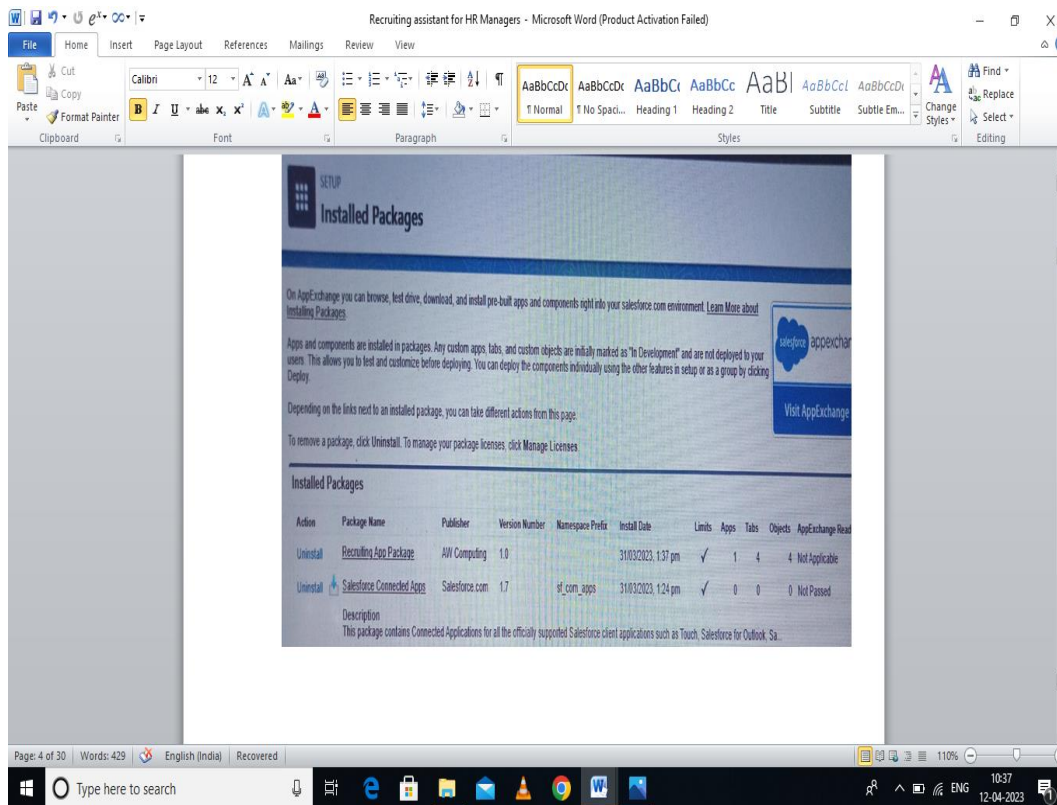 Recruiting assistant for HR Managers - Microsoft Word (Product Activation Failed)
File Home Insert Page Layout References Mailings Review View
Cut
Copy
Format Painter
Paste
Clipboard
Calibri 12
Font
Paragraph
AaBbCcDc AaBbCcDc AaBbCc AaBbCc AaB AaBbCcL AaBbCcDc
¶ Normal ¶ No Spaci... Heading 1 Heading 2 Title Subtitle Subtle Em...
Change Styles
Styles
Find
Replace
Select
Editing
SETUP
Installed Packages
On AppExchange you can browse, test drive, download, and install pre-built apps and components right into your salesforce.com environment. Learn More about
Installing Packages
Apps and components are installed in packages. Any custom apps, tabs, and custom objects are initially marked as "In Development" and are not deployed to your
users. This allows you to test and customize before deploying. You can deploy the components individually using the other features in setup or as a group by clicking
Deploy.
Depending on the links next to an installed package, you can take different actions from this page.
To remove a package, click Uninstall. To manage your package licenses, click Manage Licenses
salesforce appexchan
Visit AppExchange
Installed Packages
Action Package Name Publisher Version Number Namespace Prefix Install Date Limits Apps Tabs Objects AppExchange Read
Uninstall Recruiting App Package AW Computing 1.0 31/03/2023, 1:37 pm ✓ 1 4 4 Not Applicable
Uninstall Salesforce Connected Apps Salesforce.com 1.7 sf_com_apps 31/03/2023, 1:24 pm ✓ 0 0 0 Not Passed
Description
This package contains Connected Applications for all the officially supported Salesforce client applications such as Touch, Salesforce for Outlook, Sa...
Page: 4 of 30 Words: 429 English (India) Recovered 110%
Type here to search
ENG
10:37
12-04-2023